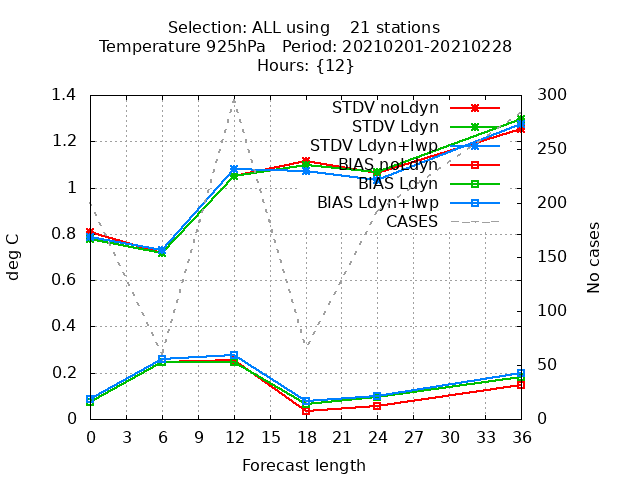 Selection: ALL using 21 stations
Temperature 925hPa Period: 20210201-20210228
Hours: {12}
1.4
1.2
1
0.8
0.6
0.4
0.2
0
deg C
STDV noLdyn
STDV Ldyn
STDV Ldyn+lwp
BIAS noLdyn
BIAS Ldyn
BIAS Ldyn+lwp
CASES
300
250
200
150
100
50
0
No cases
0 3 6 9 12 15 18 21 24 27 30 33 36
Forecast length